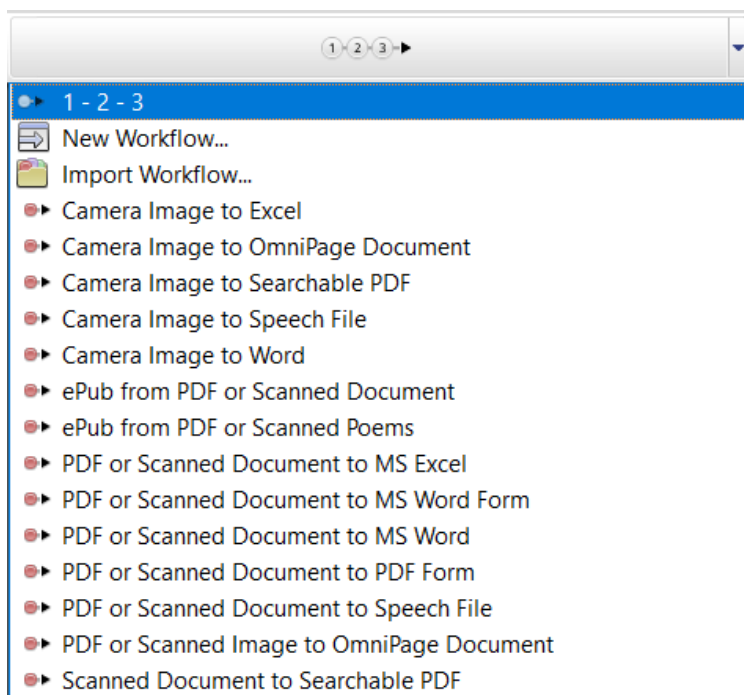 1 2 3
1 - 2 - 3
New Workflow...
Import Workflow...
Camera Image to Excel
Camera Image to OmniPage Document
Camera Image to Searchable PDF
Camera Image to Speech File
Camera Image to Word
ePub from PDF or Scanned Document
ePub from PDF or Scanned Poems
PDF or Scanned Document to MS Excel
PDF or Scanned Document to MS Word Form
PDF or Scanned Document to MS Word
PDF or Scanned Document to PDF Form
PDF or Scanned Document to Speech File
PDF or Scanned Image to OmniPage Document
Scanned Document to Searchable PDF